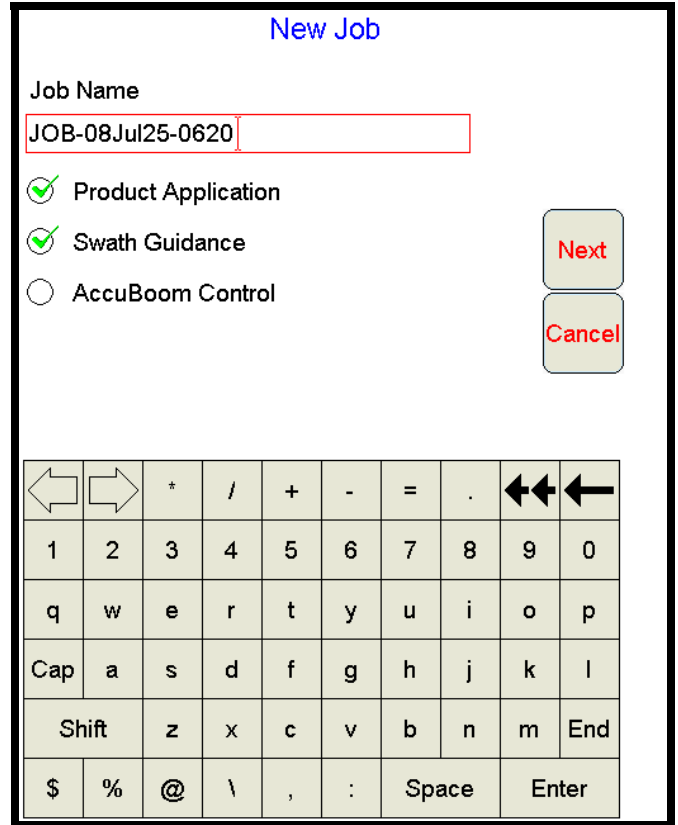 New Job
Job Name
JOB-08Jul25-0620
Product Application
Swath Guidance
AccuBoom Control
Next
Cancel
* / + - = .
1 2 3 4 5 6 7 8 9 0
q w e r t y u i o p
Cap a s d f g h j k l
Shift z x c v b n m End
$ % @ \ , : Space Enter